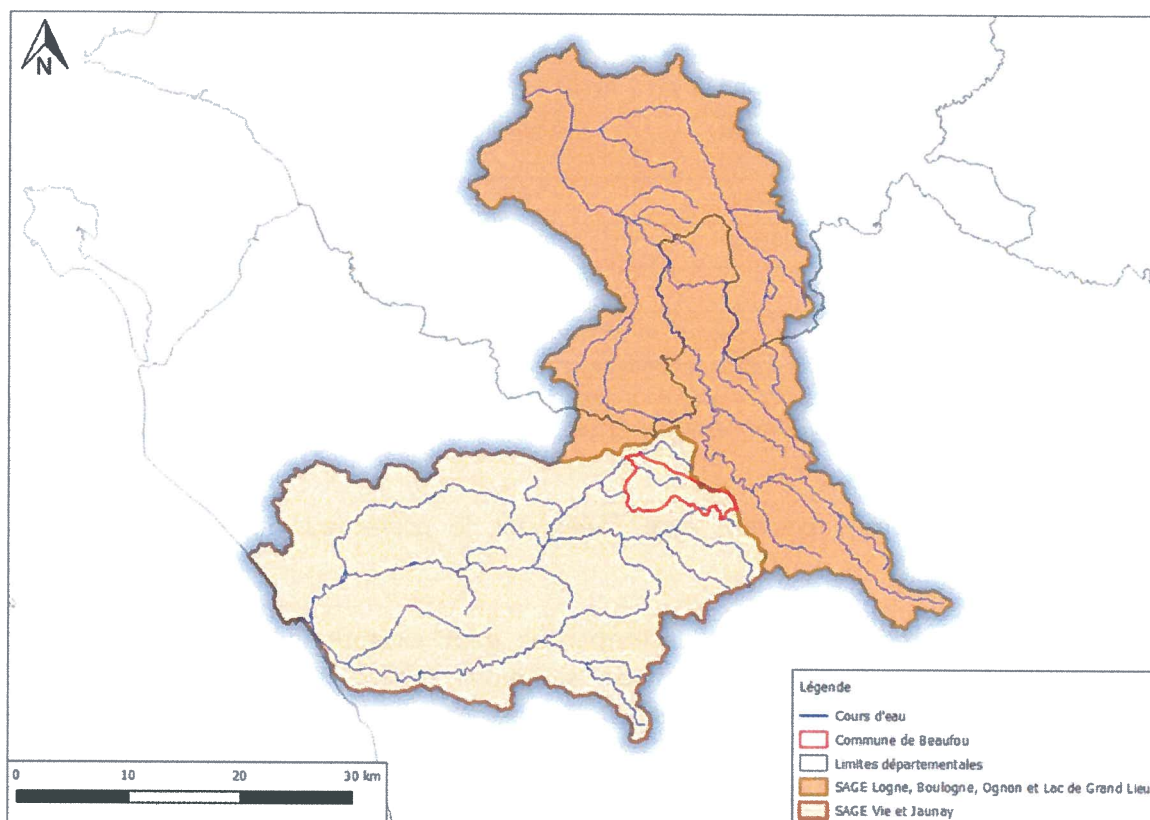 N
Légende
Cours d'eau
Commune de Beaufou
Limites départementales
SAGE Logne, Boulogne, Ognon et Lac de Grand Lieu
SAGE Vie et Jaunay
0 10 20 30 km